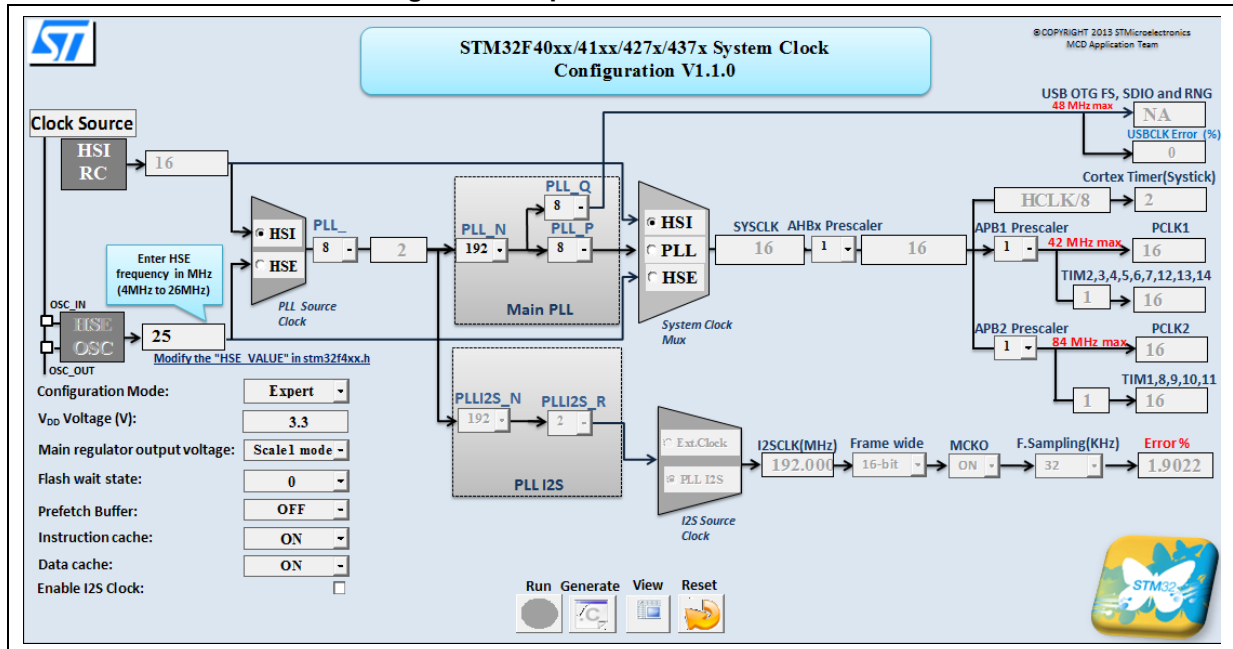 ST
STM32F40xx/41xx/427x/437x System Clock
Configuration V1.1.0
©COPYRIGHT 2013 STMicroelectronics
MCD Application Team
USB OTG FS, SDIO and RNG
48 MHz max
NA
USBCLK Error (%)
0
Clock Source
HSI
RC
16
Cortex Timer(Systick)
HCLK/8
2
PLL_Q
8
PLL_
HSI
8
2
HSE
PLL_N
192
PLL_P
8
Main PLL
HSI
PLL
HSE
SYSCLK
16
AHBx Prescaler
1
16
APB1 Prescaler
1
42 MHz max
PCLK1
16
TIM2,3,4,5,6,7,12,13,14
1
16
Enter HSE
frequency in MHz
(4MHz to 26MHz)
PLL Source
Clock
System Clock
Mux
APB2 Prescaler
1
84 MHz max
PCLK2
16
TIM1,8,9,10,11
1
16
OSC_IN
HSE
OSC
25
OSC_OUT
Modify the "HSE_VALUE" in stm32f4xx.h
Configuration Mode:
Expert
VDD Voltage (V):
3.3
Main regulator output voltage:
Scale1 mode
Flash wait state:
0
Prefetch Buffer:
OFF
Instruction cache:
ON
Data cache:
ON
Enable I2S Clock:
PLLI2S_N
192
PLLI2S_R
2
PLL I2S
Ext.Clock
PLL I2S
I2S Source
Clock
I2SCLK(MHz)
192.000
Frame wide
16-bit
MCKO
ON
F.Sampling(KHz)
32
Error %
1.9022
Run
Generate
View
Reset
.C
STM32